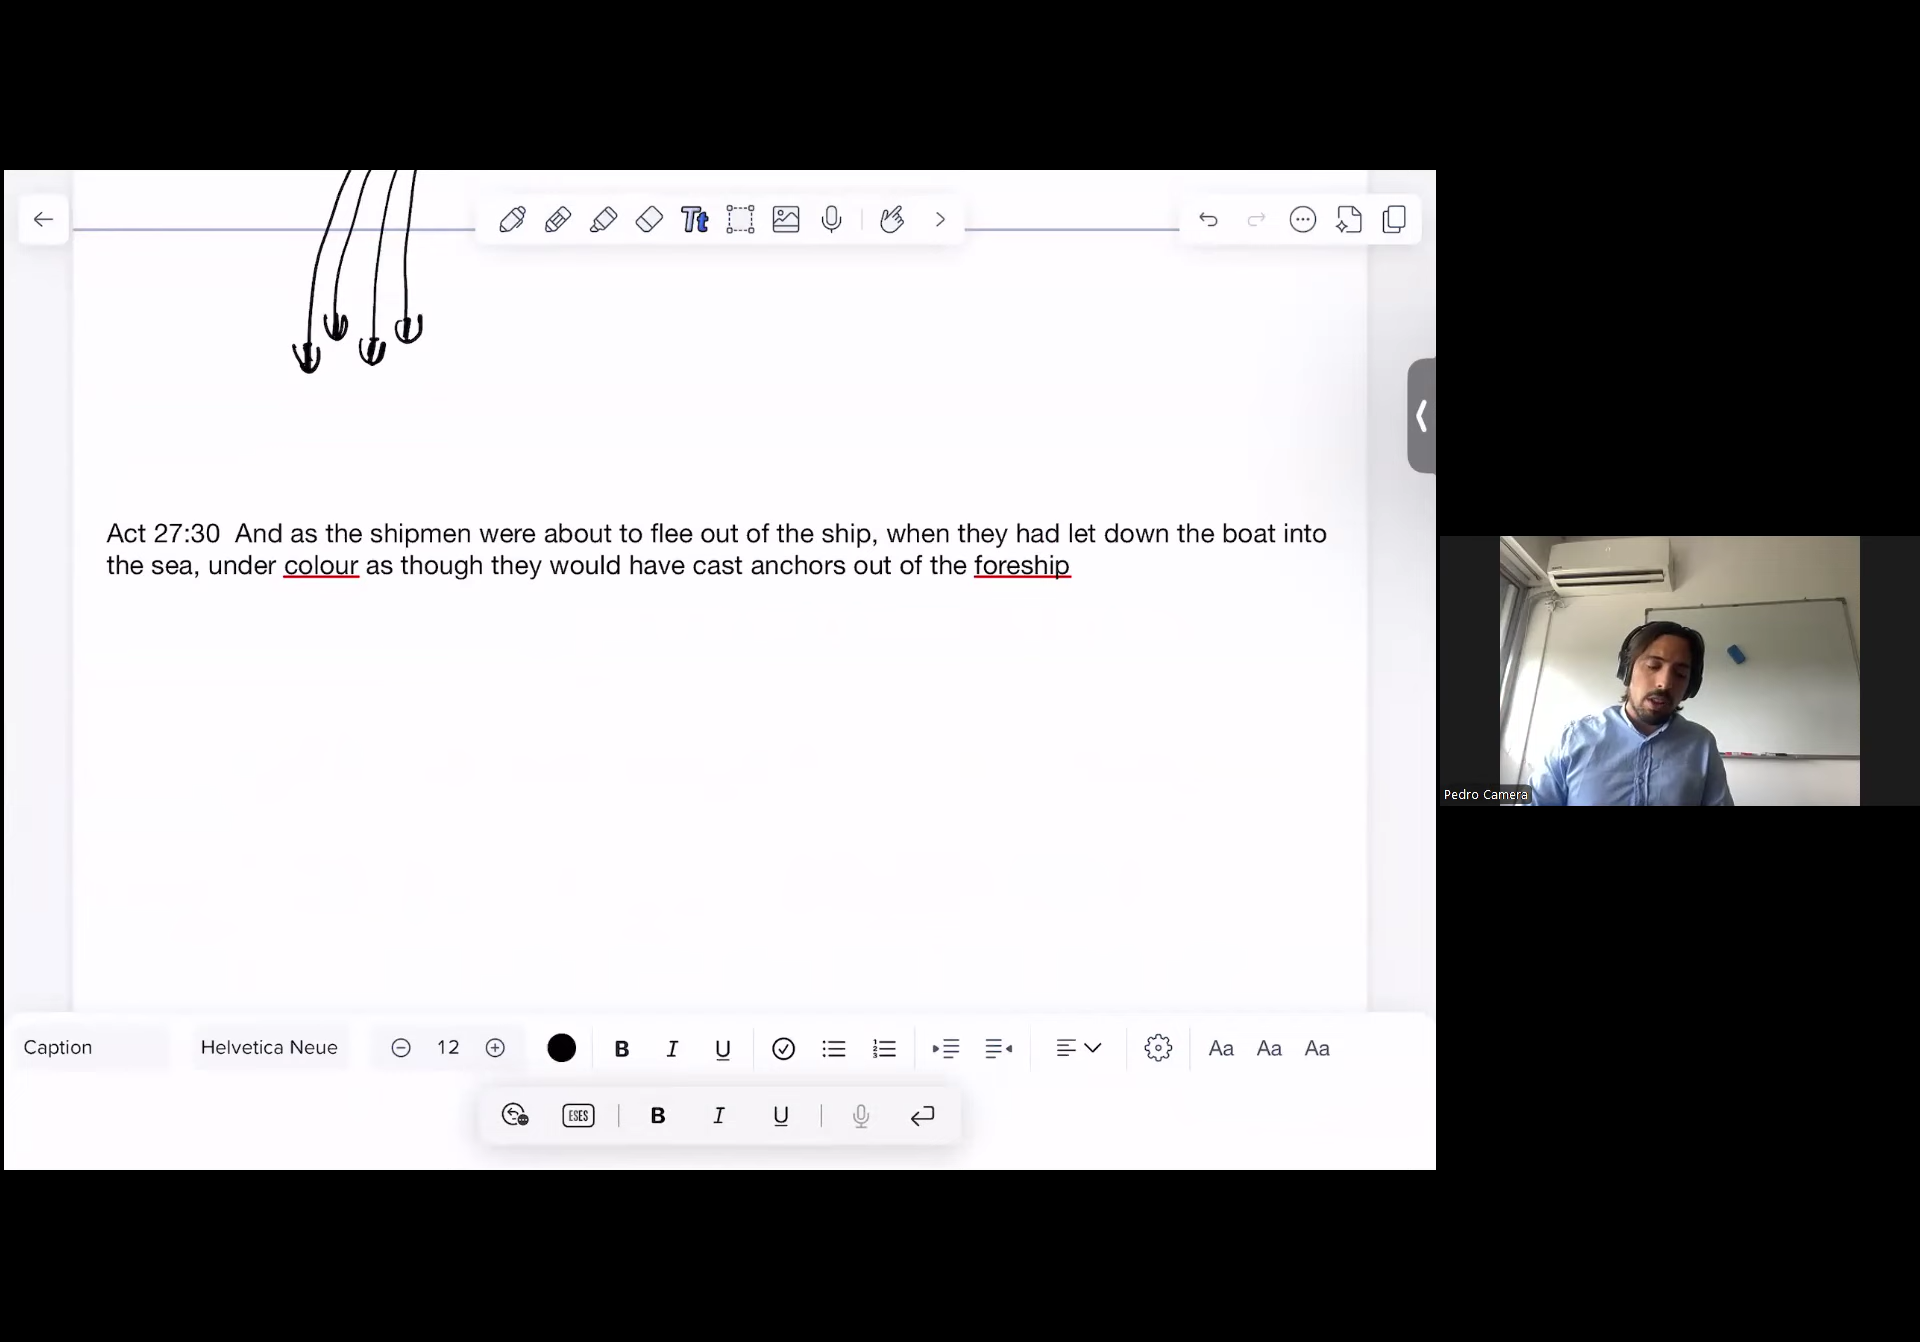 Tt
Act 27:30  And as the shipmen were about to flee out of the ship, when they had let down the boat into
the sea, under colour as though they would have cast anchors out of the foreship
Pedro Camera
Caption Helvetica Neue 12 B I U Aa Aa Aa
ESES B I U